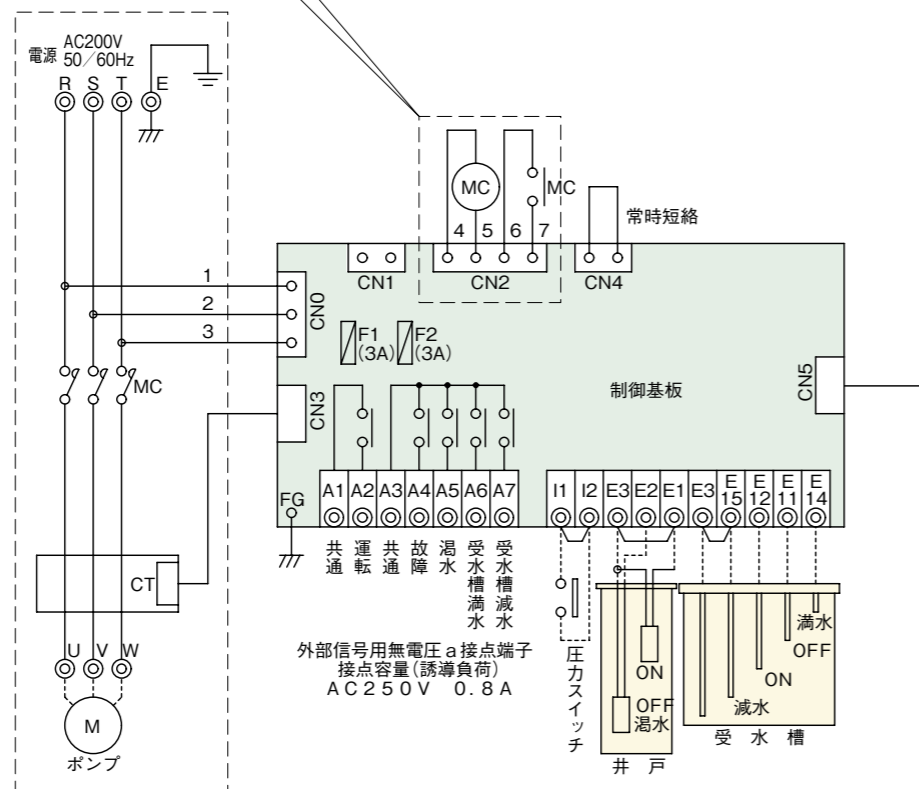 電源 AC200V
50／60Hz
R S T E
MC
MC
4 5 6 7
常時短絡
CN1
CN2
CN4
1
2
3
CN0
F1
(3A)
F2
(3A)
制御基板
CN5
MC
CN3
FG
A1 A2 A3 A4 A5 A6 A7
I1 I2 E3 E2 E1 E3 E15 E12 E11 E14
共通
運転
共通
故障
渇水
受水槽満水
受水槽減水
CT
外部信号用無電圧a接点端子
接点容量(誘導負荷)
AC250V 0.8A
圧力スイッチ
ON
OFF
渇水
井戸
満水
OFF
ON
減水
受水槽
U V W
M
ポンプ